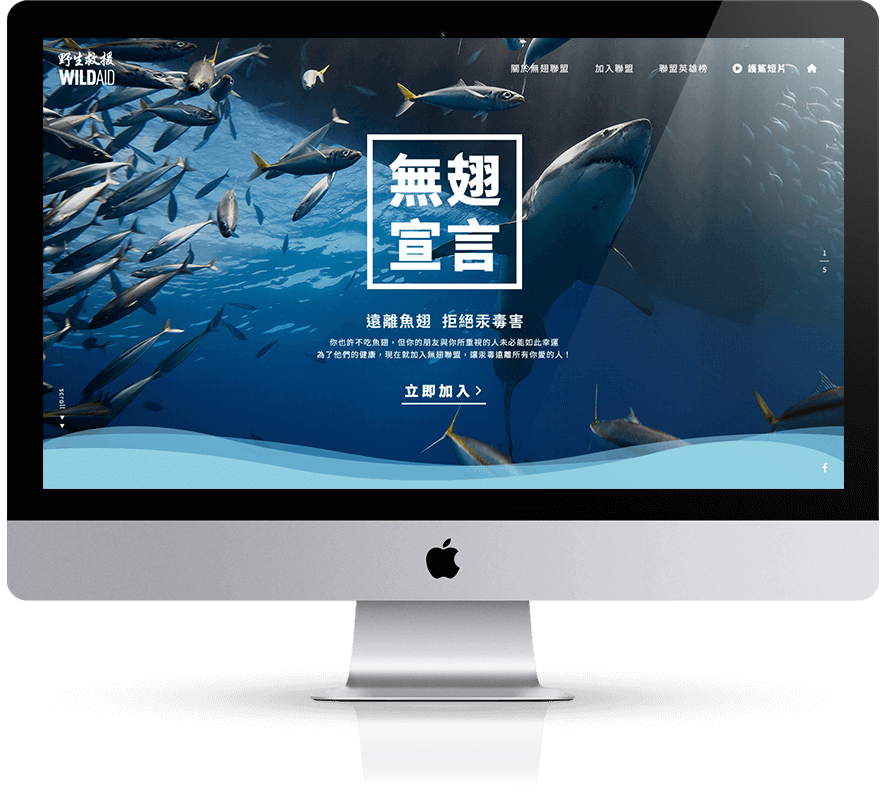 野生救援
WILDAID
關於無翅聯盟
加入聯盟
聯盟英雄榜
護鯊短片
無翅
宣言
遠離魚翅 拒絕汞毒害
你也許不吃魚翅，但你的朋友與你所重視的人未必能如此幸運
為了他們的健康，現在就加入無翅聯盟，讓汞毒遠離所有你愛的人！
立即加入
1
5
scroll